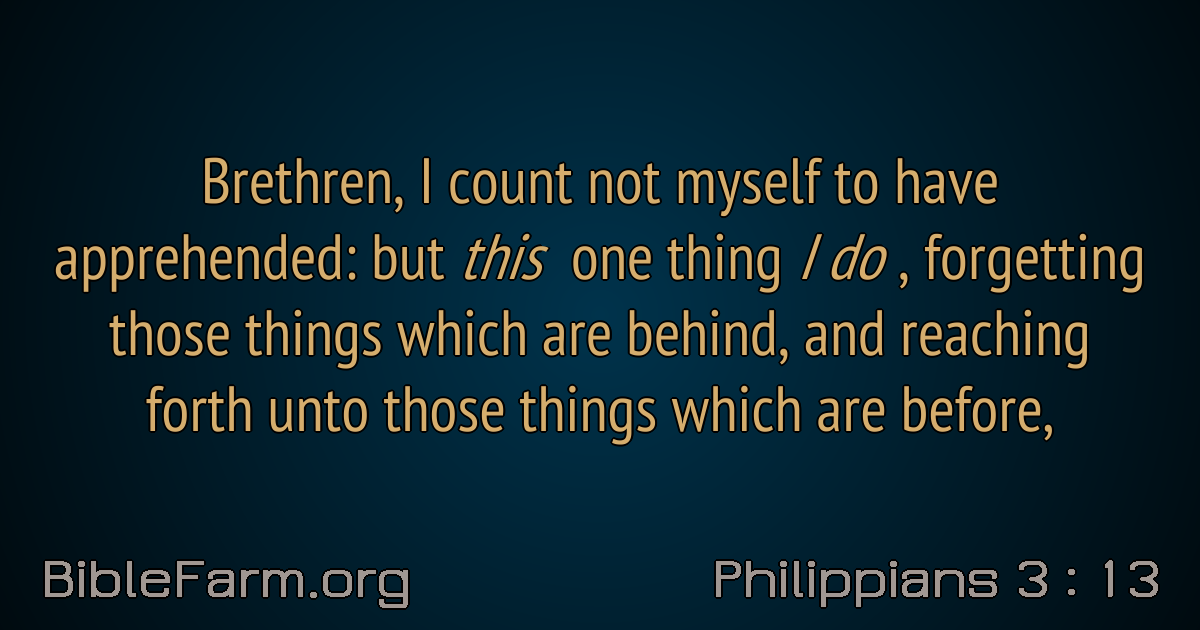 Brethren, I count not myself to have
apprehended: but this one thing I do , forgetting
those things which are behind, and reaching
forth unto those things which are before,
BibleFarm.org
Philippians 3 : 13